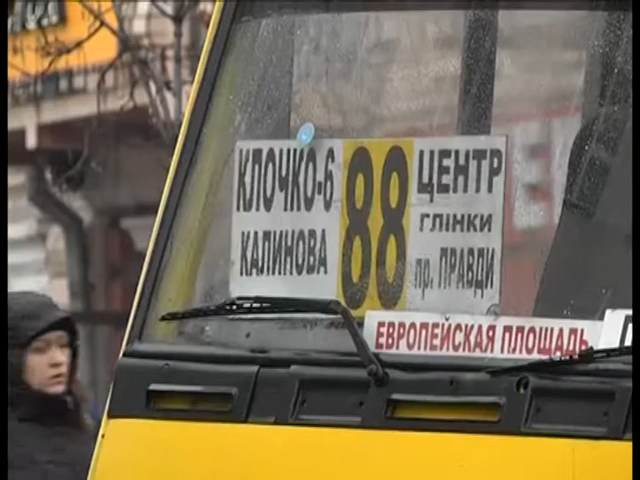 КЛОЧКО-6
КАЛИНОВА
88
ЦЕНТР
ГЛІНКИ
пр. ПРАВДИ
ЕВРОПЕЙСКАЯ ПЛОЩАДЬ